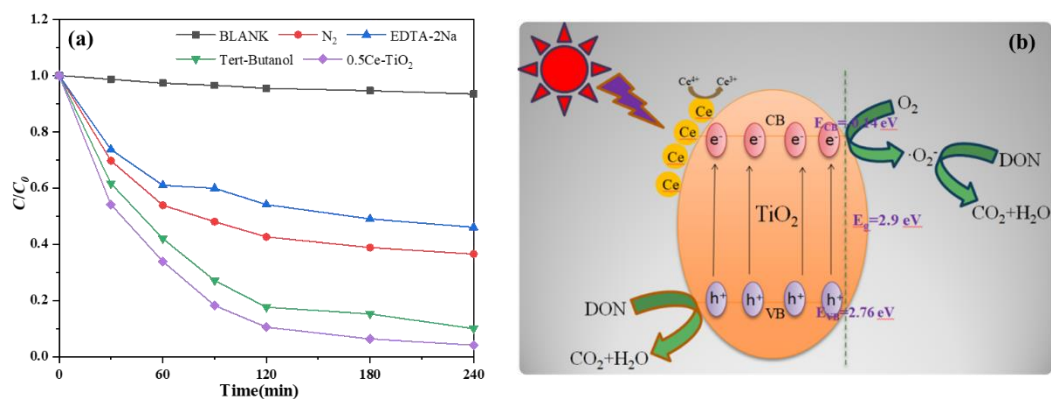 (a)
BLANK N₂ EDTA-2Na
Tert-Butanol 0.5Ce-TiO₂
C/C₀
1.2
1.0
0.8
0.6
0.4
0.2
0.0
0 60 120 180 240
Time(min)
(b)
Ce⁴⁺ Ce³⁺
Ce
Ce
Ce
Ce
CB
e⁻ e⁻ e⁻ e⁻
O₂
·O₂⁻
DON
CO₂+H₂O
TiO₂
E_g=2.9 eV
h⁺ h⁺ h⁺ h⁺
VB
E_VB=2.76 eV
DON
CO₂+H₂O